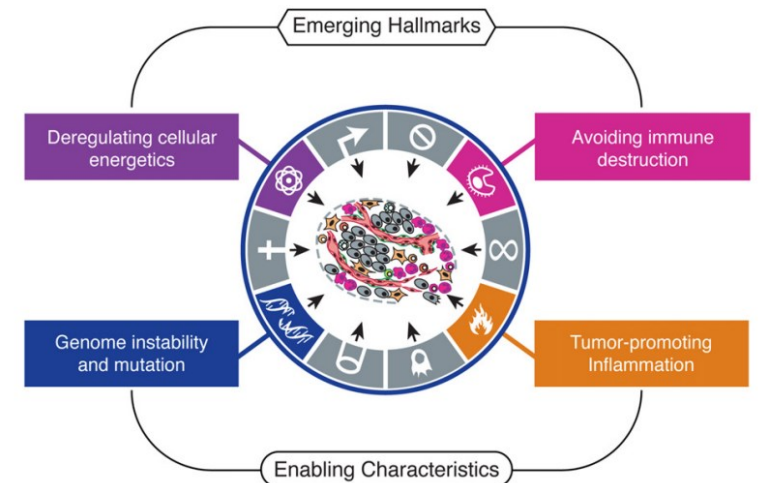 Emerging Hallmarks
Deregulating cellular
energetics
Avoiding immune
destruction
Genome instability
and mutation
Tumor-promoting
Inflammation
Enabling Characteristics